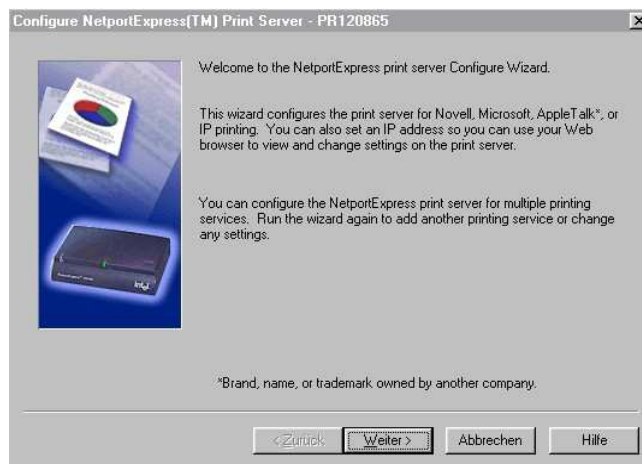 Configure NetportExpress(TM) Print Server - PR120865
Welcome to the NetportExpress print server Configure Wizard.
This wizard configures the print server for Novell, Microsoft, AppleTalk*, or
IP printing. You can also set an IP address so you can use your Web
browser to view and change settings on the print server.
You can configure the NetportExpress print server for multiple printing
services. Run the wizard again to add another printing service or change
any settings.
intel
*Brand, name, or trademark owned by another company.
< Zurück
Weiter >
Abbrechen
Hilfe